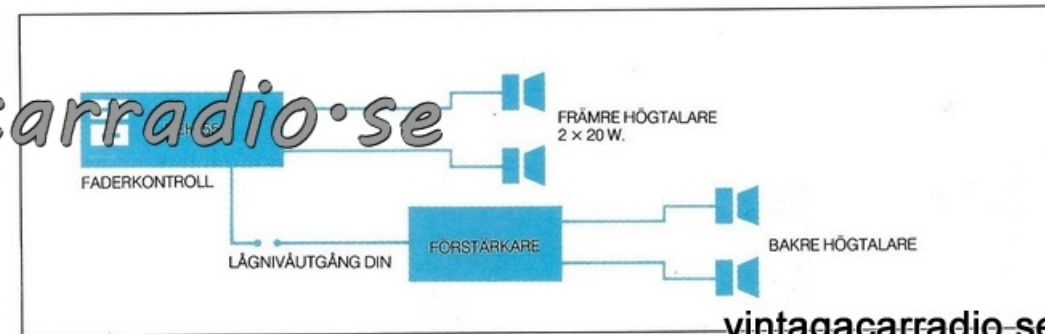 carradio•se
FADERKONTROLL
FRÄMRE HÖGTALARE
2 × 20 W.
LÅGNIVÅUTGÅNG DIN
FÖRSTÄRKARE
BAKRE HÖGTALARE
vintagacarradio.se